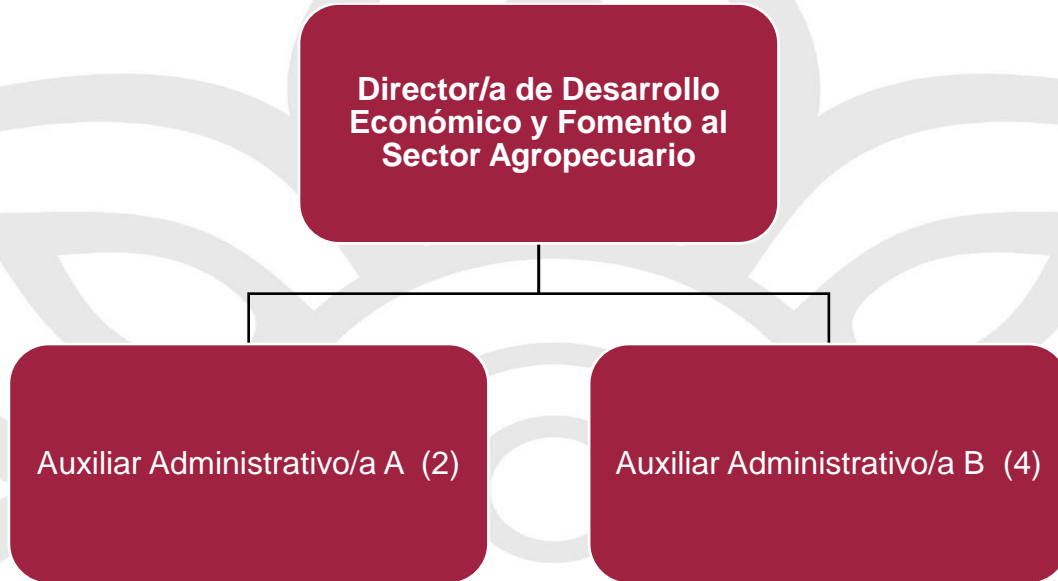 Director/a de Desarrollo
Económico y Fomento al
Sector Agropecuario
Auxiliar Administrativo/a A (2)
Auxiliar Administrativo/a B (4)